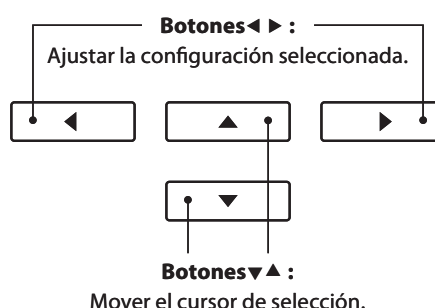 Botones◀ ▶ :
Ajustar la configuración seleccionada.
Botones▼▲ :
Mover el cursor de selección.